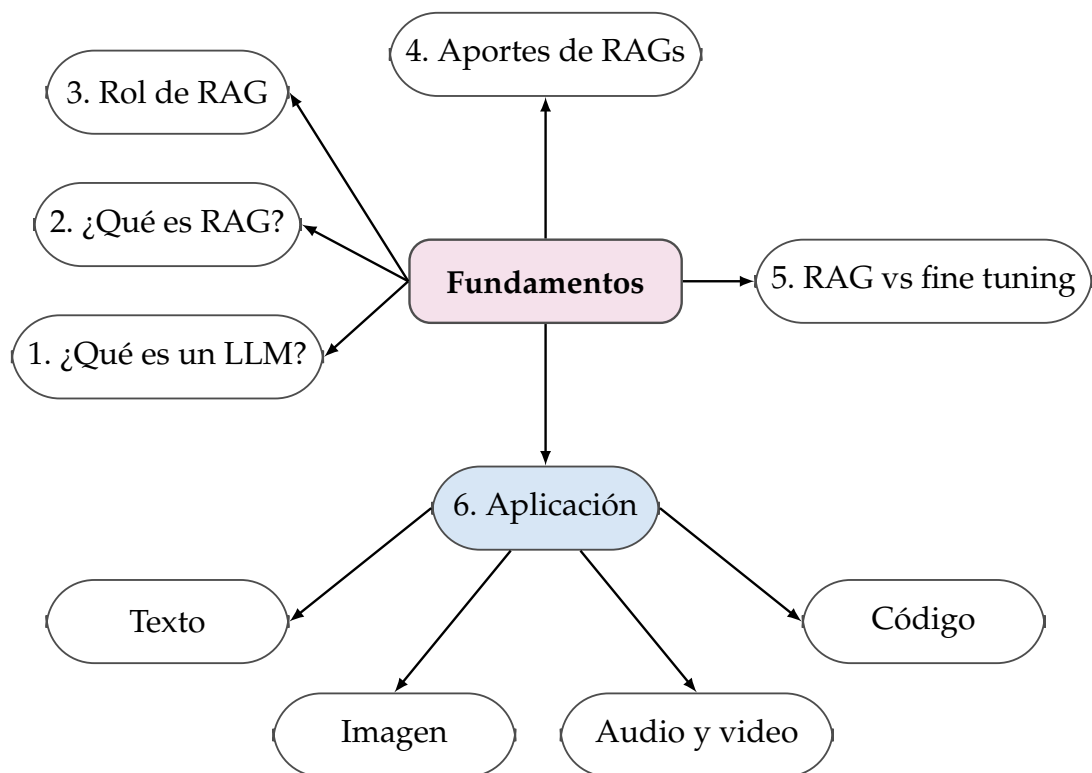 4. Aportes de RAGs
3. Rol de RAG
2. ¿Qué es RAG?
Fundamentos
5. RAG vs fine tuning
1. ¿Qué es un LLM?
6. Aplicación
Texto
Código
Imagen
Audio y video